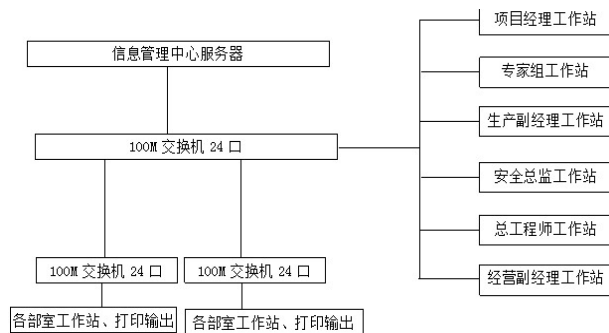 信息管理中心服务器
100M 交换机 24 口
100M 交换机 24 口
100M 交换机 24 口
各部室工作站、打印输出
各部室工作站、打印输出
项目经理工作站
专家组工作站
生产副经理工作站
安全总监工作站
总工程师工作站
经营副经理工作站